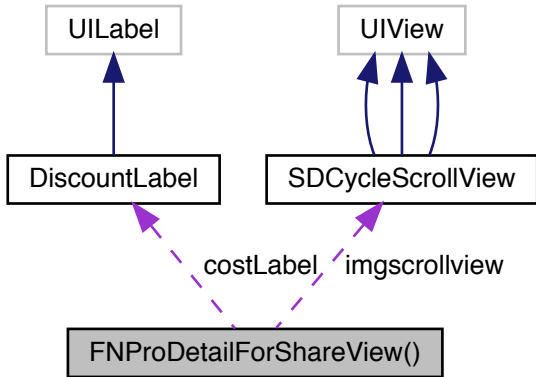 UILabel
UIView
DiscountLabel
SDCycleScrollView
costLabel
imgscrollview
FNProDetailForShareView()